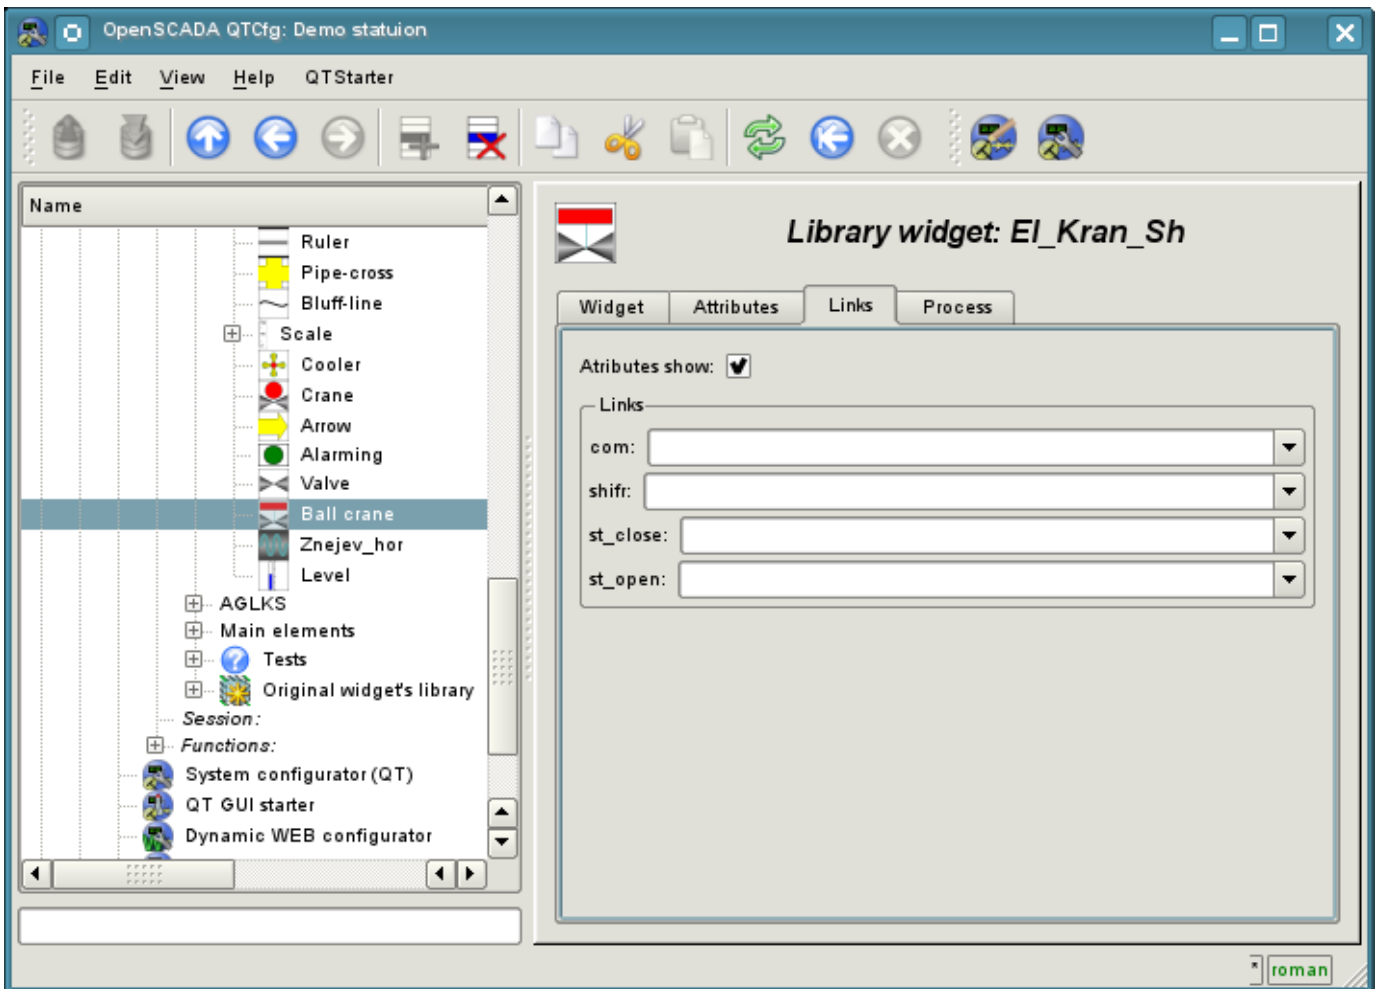 OpenSCADA QTCfg: Demo statuion
File Edit View Help QTStarter
Name
Ruler
Pipe-cross
Bluff-line
Scale
Cooler
Crane
Arrow
Alarming
Valve
Ball crane
Znejev_hor
Level
AGLKS
Main elements
Tests
Original widget's library
Session:
Functions:
System configurator (QT)
QT GUI starter
Dynamic WEB configurator
Library widget: El_Kran_Sh
Widget Attributes Links Process
Atributes show:
Links
com:
shifr:
st_close:
st_open:
* roman